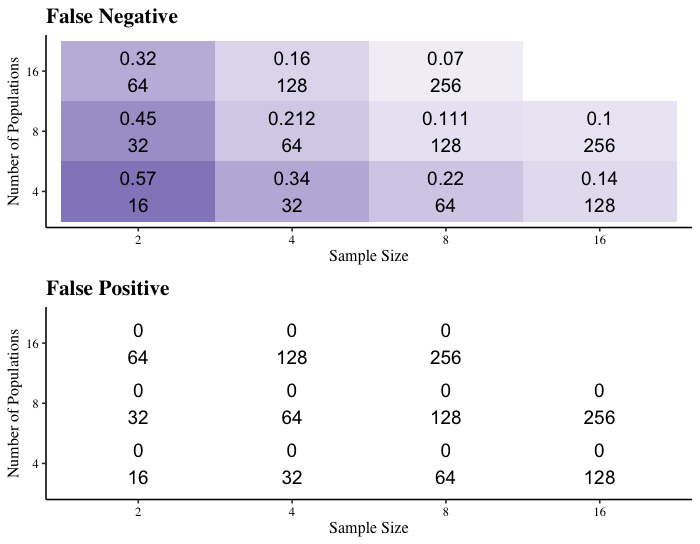 False Negative
Number of Populations
16
0.32 0.16 0.07
64 128 256
8
0.45 0.212 0.111 0.1
32 64 128 256
4
0.57 0.34 0.22 0.14
16 32 64 128
2 4 8 16
Sample Size
False Positive
Number of Populations
16
0 0 0
64 128 256
8
0 0 0 0
32 64 128 256
4
0 0 0 0
16 32 64 128
2 4 8 16
Sample Size